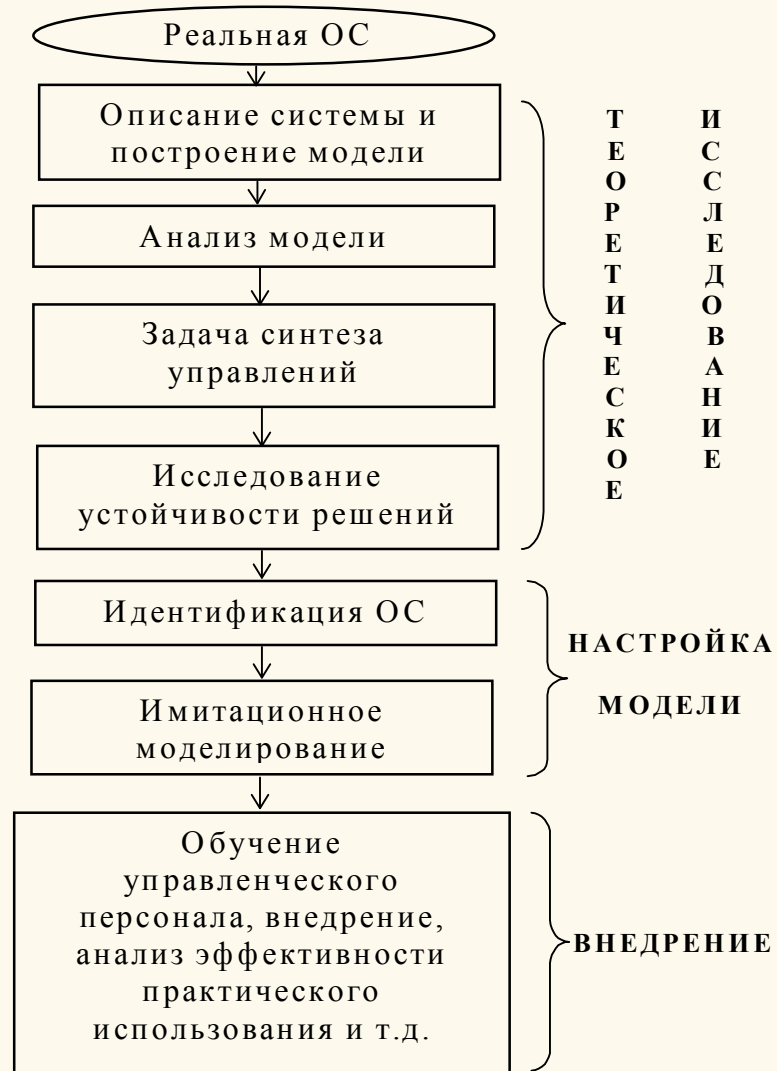 Реальная ОС
Описание системы и
построение модели
Анализ модели
Задача синтеза
управлений
Исследование
устойчивости решений
ТЕОРЕТИЧЕСКОЕ
ИССЛЕДОВАНИЕ
Идентификация ОС
Имитационное
моделирование
НАСТРОЙКА
МОДЕЛИ
Обучение
управленческого
персонала, внедрение,
анализ эффективности
практического
использования и т.д.
ВНЕДРЕНИЕ